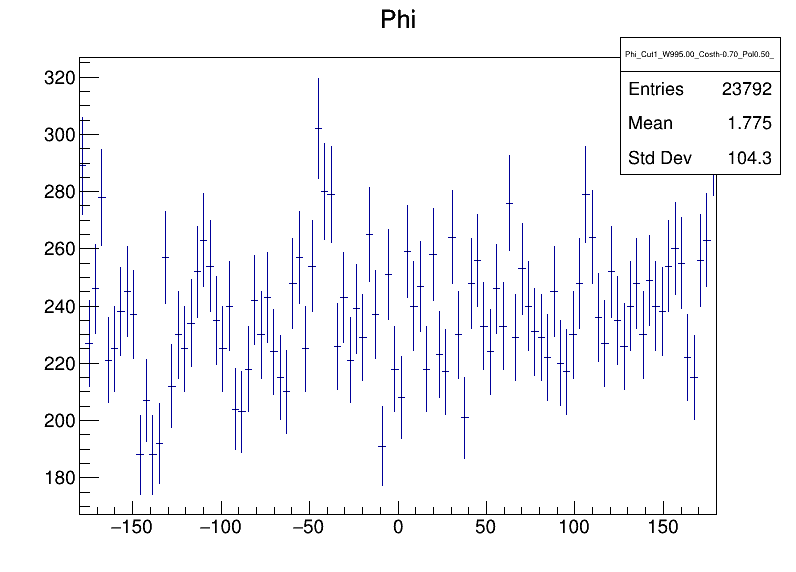 Phi
Phi_Cut1_W995.00_Costh-0.70_Pol0.50_
Entries 23792
Mean 1.775
Std Dev 104.3
320
300
280
260
240
220
200
180
−150 −100 −50 0 50 100 150